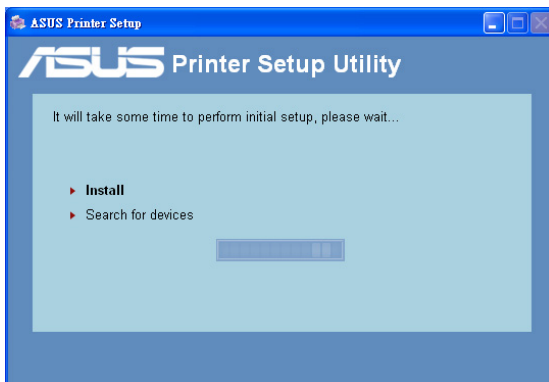 ASUS Printer Setup
ASUS Printer Setup Utility
It will take some time to perform initial setup, please wait...
Install
Search for devices